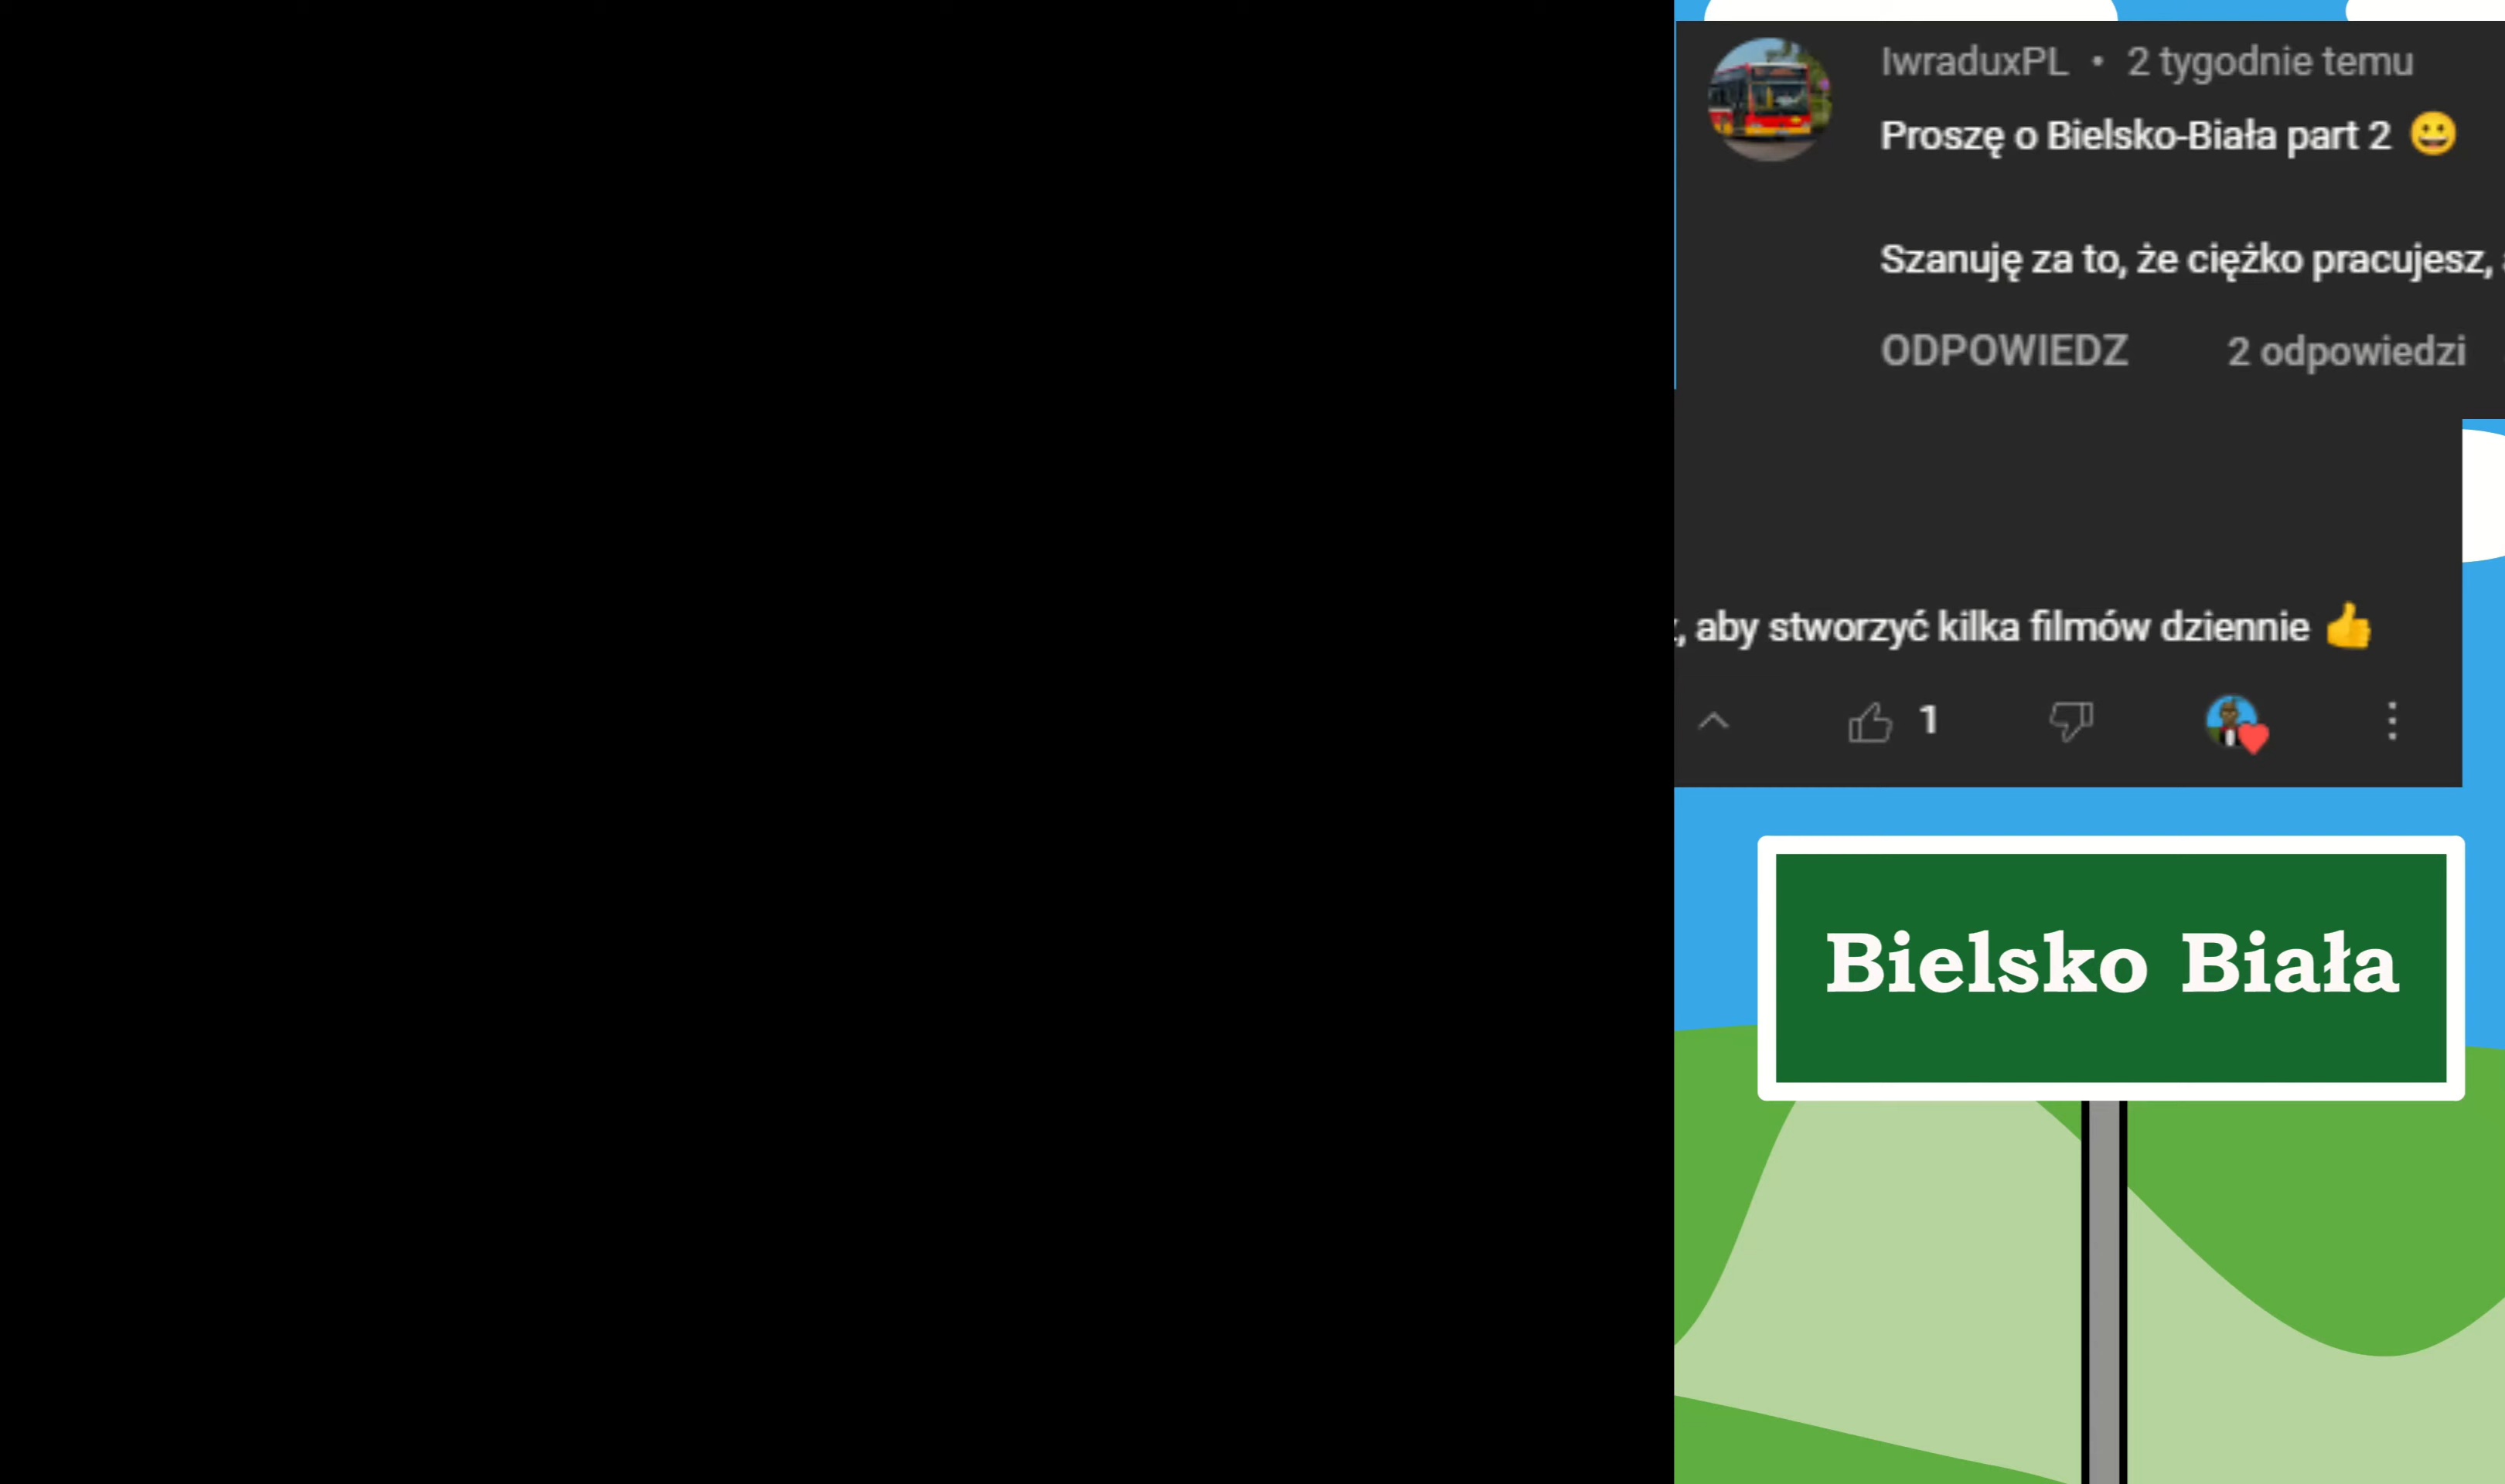 IwraduxPL • 2 tygodnie temu
Proszę o Bielsko-Biała part 2 😀
Szanuję za to, że ciężko pracujesz,
ODPOWIEDZ 2 odpowiedzi
, aby stworzyć kilka filmów dziennie 👍
1
Bielsko Biała